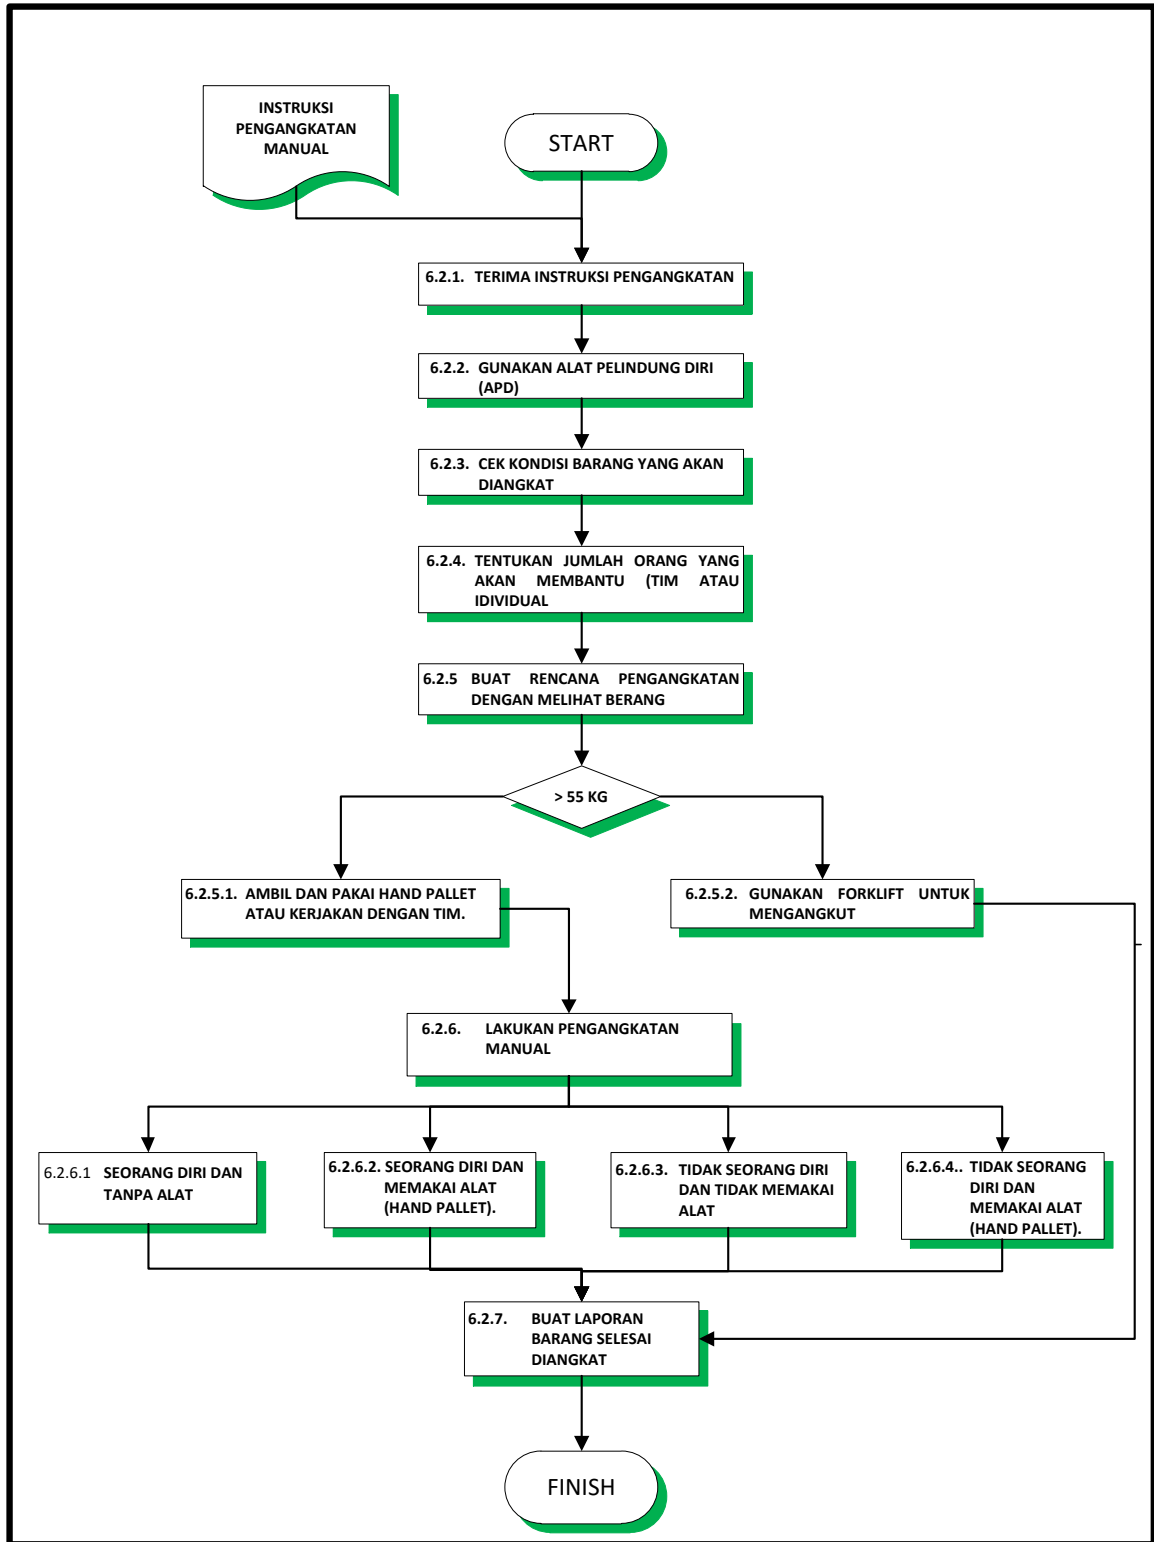 INSTRUKSI
PENGANGKATAN
MANUAL
START
6.2.1. TERIMA INSTRUKSI PENGANGKATAN
6.2.2. GUNAKAN ALAT PELINDUNG DIRI
(APD)
6.2.3. CEK KONDISI BARANG YANG AKAN
DIANGKAT
6.2.4. TENTUKAN JUMLAH ORANG YANG
AKAN MEMBANTU (TIM ATAU
IDIVIDUAL
6.2.5 BUAT RENCANA PENGANGKATAN
DENGAN MELIHAT BERANG
> 55 KG
6.2.5.1. AMBIL DAN PAKAI HAND PALLET
ATAU KERJAKAN DENGAN TIM.
6.2.5.2. GUNAKAN FORKLIFT UNTUK
MENGANGKUT
6.2.6. LAKUKAN PENGANGKATAN
MANUAL
6.2.6.1 SEORANG DIRI DAN
TANPA ALAT
6.2.6.2. SEORANG DIRI DAN
MEMAKAI ALAT
(HAND PALLET).
6.2.6.3. TIDAK SEORANG DIRI
DAN TIDAK MEMAKAI
ALAT
6.2.6.4.. TIDAK SEORANG
DIRI DAN
MEMAKAI ALAT
(HAND PALLET).
6.2.7. BUAT LAPORAN
BARANG SELESAI
DIANGKAT
FINISH